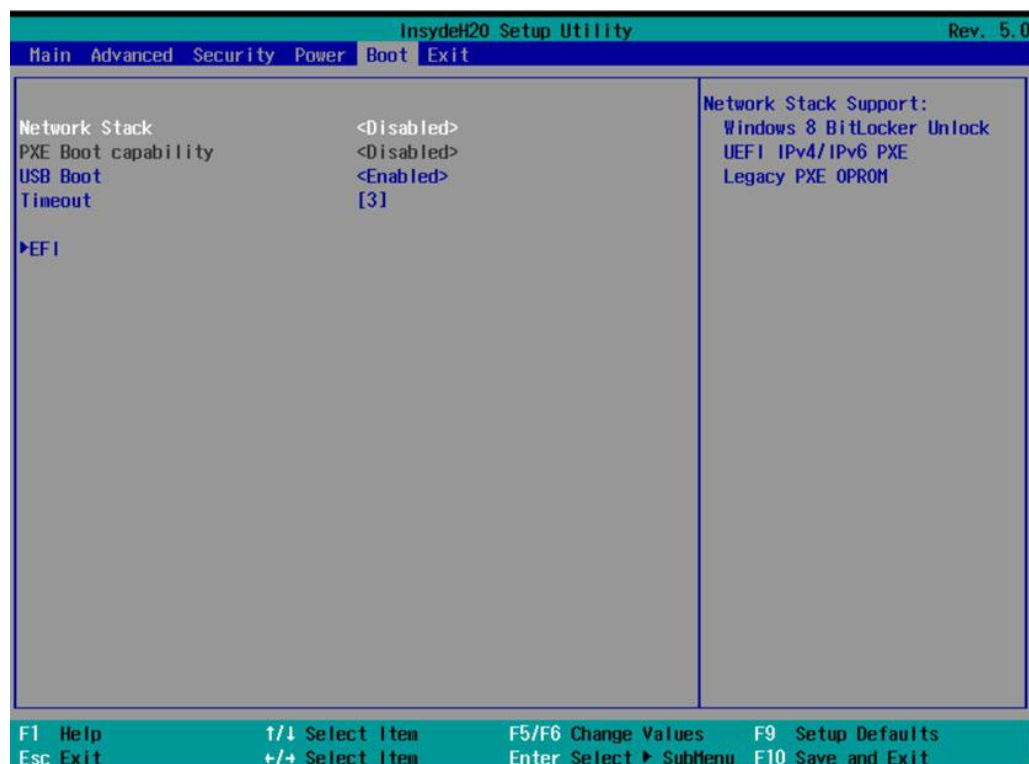 InsydeH20 Setup Utility Rev. 5.0
Main Advanced Security Power Boot Exit
Network Stack <Disabled>
PXE Boot capability <Disabled>
USB Boot <Enabled>
Timeout [3]
▶EFI
Network Stack Support:
Windows 8 BitLocker Unlock
UEFI IPv4/IPv6 PXE
Legacy PXE OPROM
F1 Help ↑/↓ Select Item F5/F6 Change Values F9 Setup Defaults
Esc Exit ←/→ Select Item Enter Select ▶ SubMenu F10 Save and Exit